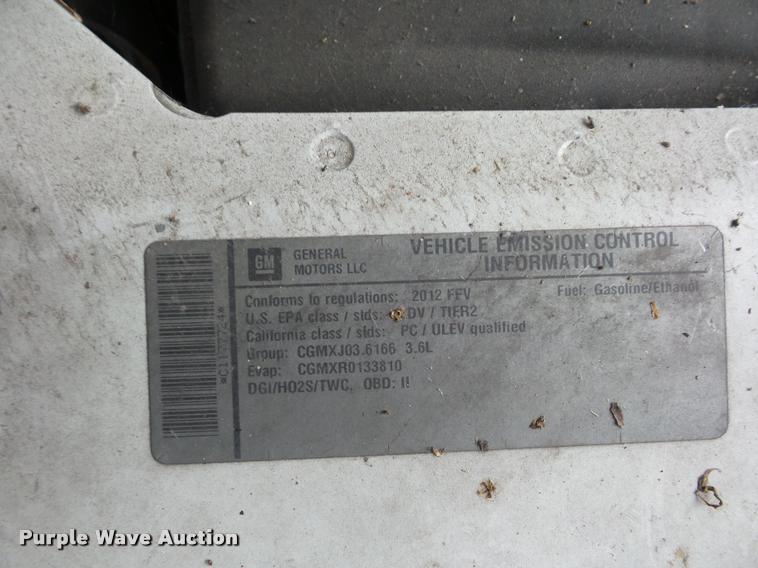 GM
GENERAL
MOTORS LLC
VEHICLE EMISSION CONTROL
INFORMATION
Conforms to regulations: 2012 FFV
Fuel: Gasoline/Ethanol
U.S. EPA class / stds: LDV / TIER2
California class / stds: PC / ULEV qualified
Group: CGMXJ03.6166 3.6L
Evap: CGMXR0133810
DGI/HO2S/TWC, OBD: II
Purple Wave Auction